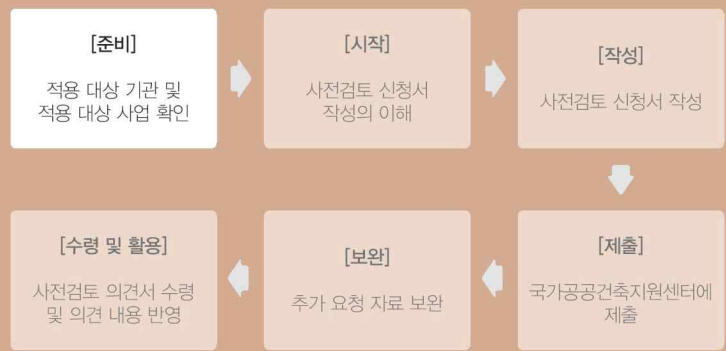 [준비]
적용 대상 기관 및
적용 대상 사업 확인
[시작]
사전검토 신청서
작성의 이해
[작성]
사전검토 신청서 작성
[제출]
국가공공건축지원센터에
제출
[보완]
추가 요청 자료 보완
[수령 및 활용]
사전검토 의견서 수령
및 의견 내용 반영